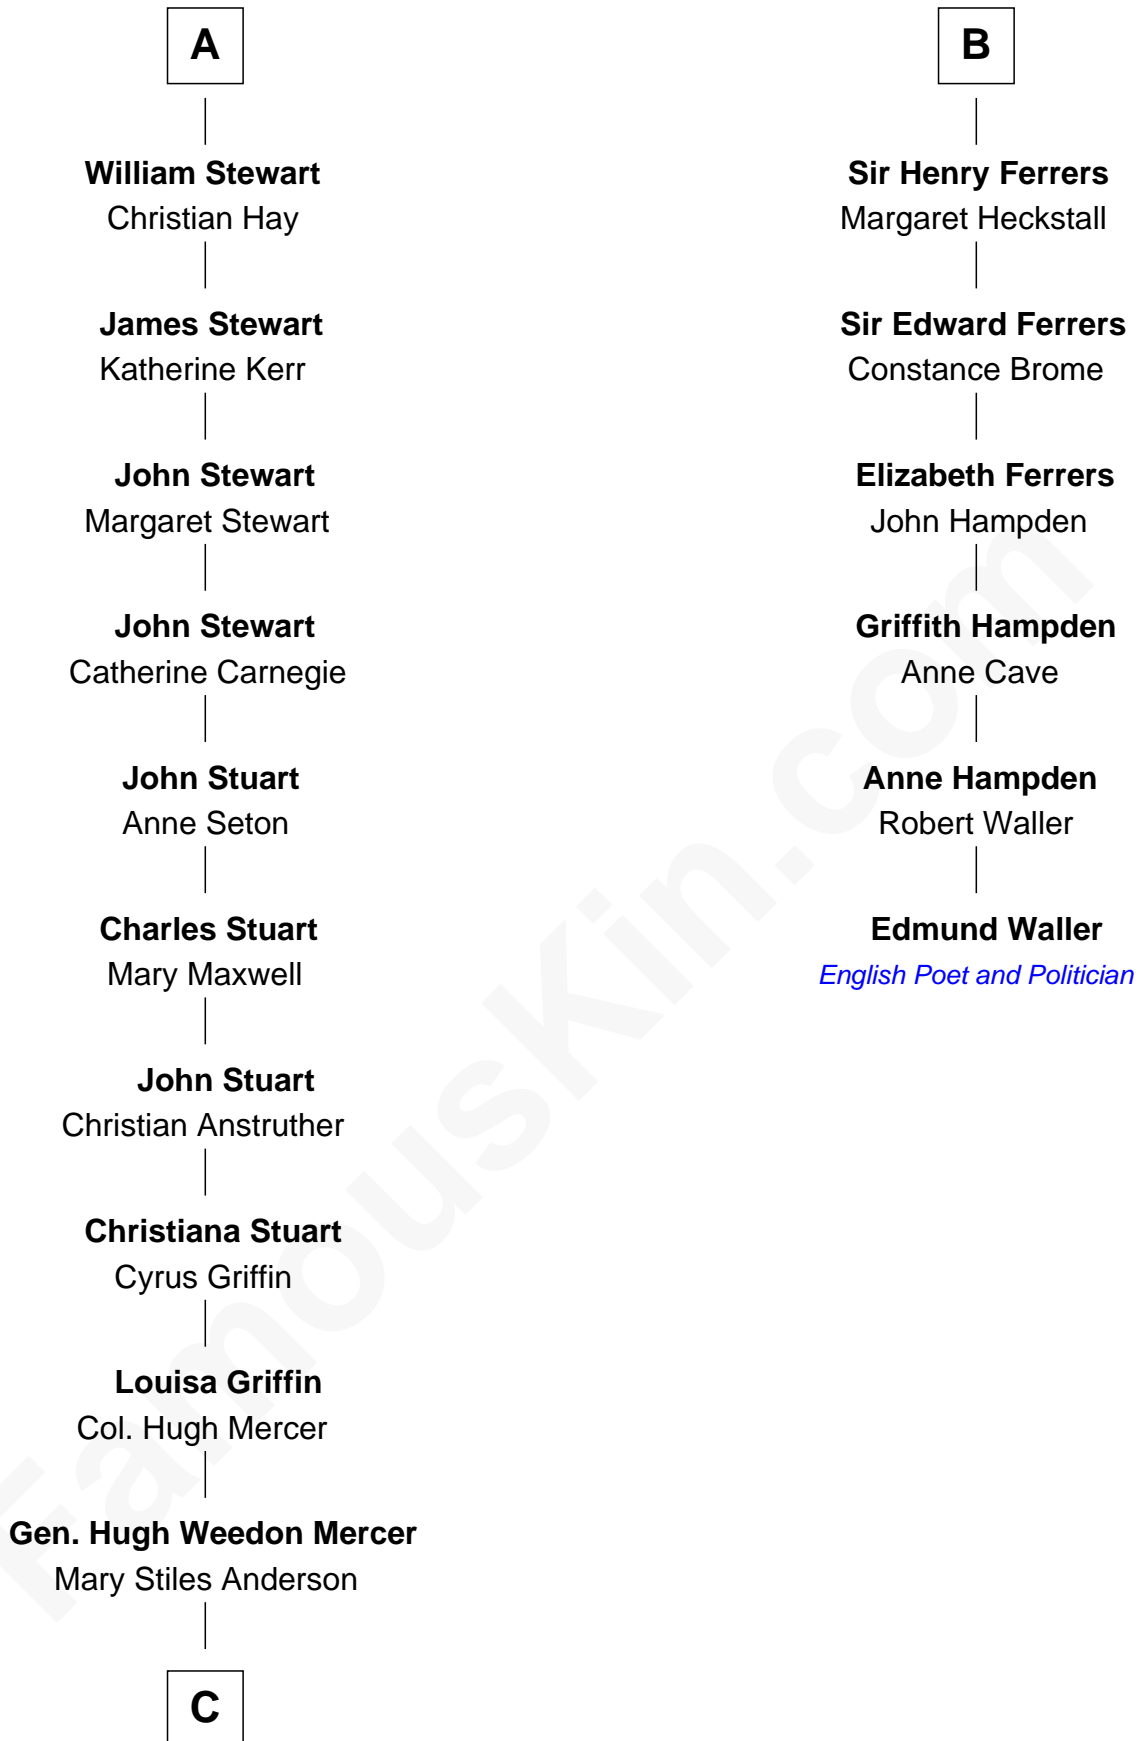 A
William Stewart
Christian Hay
James Stewart
Katherine Kerr
John Stewart
Margaret Stewart
John Stewart
Catherine Carnegie
John Stuart
Anne Seton
Charles Stuart
Mary Maxwell
John Stuart
Christian Anstruther
Christiana Stuart
Cyrus Griffin
Louisa Griffin
Col. Hugh Mercer
Gen. Hugh Weedon Mercer
Mary Stiles Anderson
C
B
Sir Henry Ferrers
Margaret Heckstall
Sir Edward Ferrers
Constance Brome
Elizabeth Ferrers
John Hampden
Griffith Hampden
Anne Cave
Anne Hampden
Robert Waller
Edmund Waller
English Poet and Politician
FamousKin.com